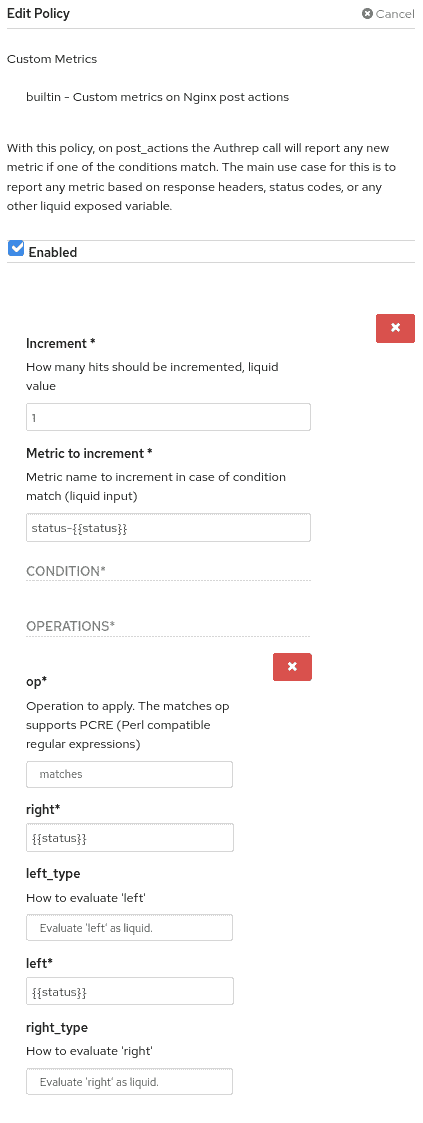 Edit Policy
Cancel
Custom Metrics
builtin - Custom metrics on Nginx post actions
With this policy, on post_actions the Authrep call will report any new
metric if one of the conditions match. The main use case for this is to
report any metric based on response headers, status codes, or any
other liquid exposed variable.
Enabled
Increment *
How many hits should be incremented, liquid
value
1
Metric to increment *
Metric name to increment in case of condition
match (liquid input)
status-{{status}}
CONDITION*
OPERATIONS*
op*
Operation to apply. The matches op
supports PCRE (Perl compatible
regular expressions)
matches
right*
{{status}}
left_type
How to evaluate 'left'
Evaluate 'left' as liquid.
left*
{{status}}
right_type
How to evaluate 'right'
Evaluate 'right' as liquid.